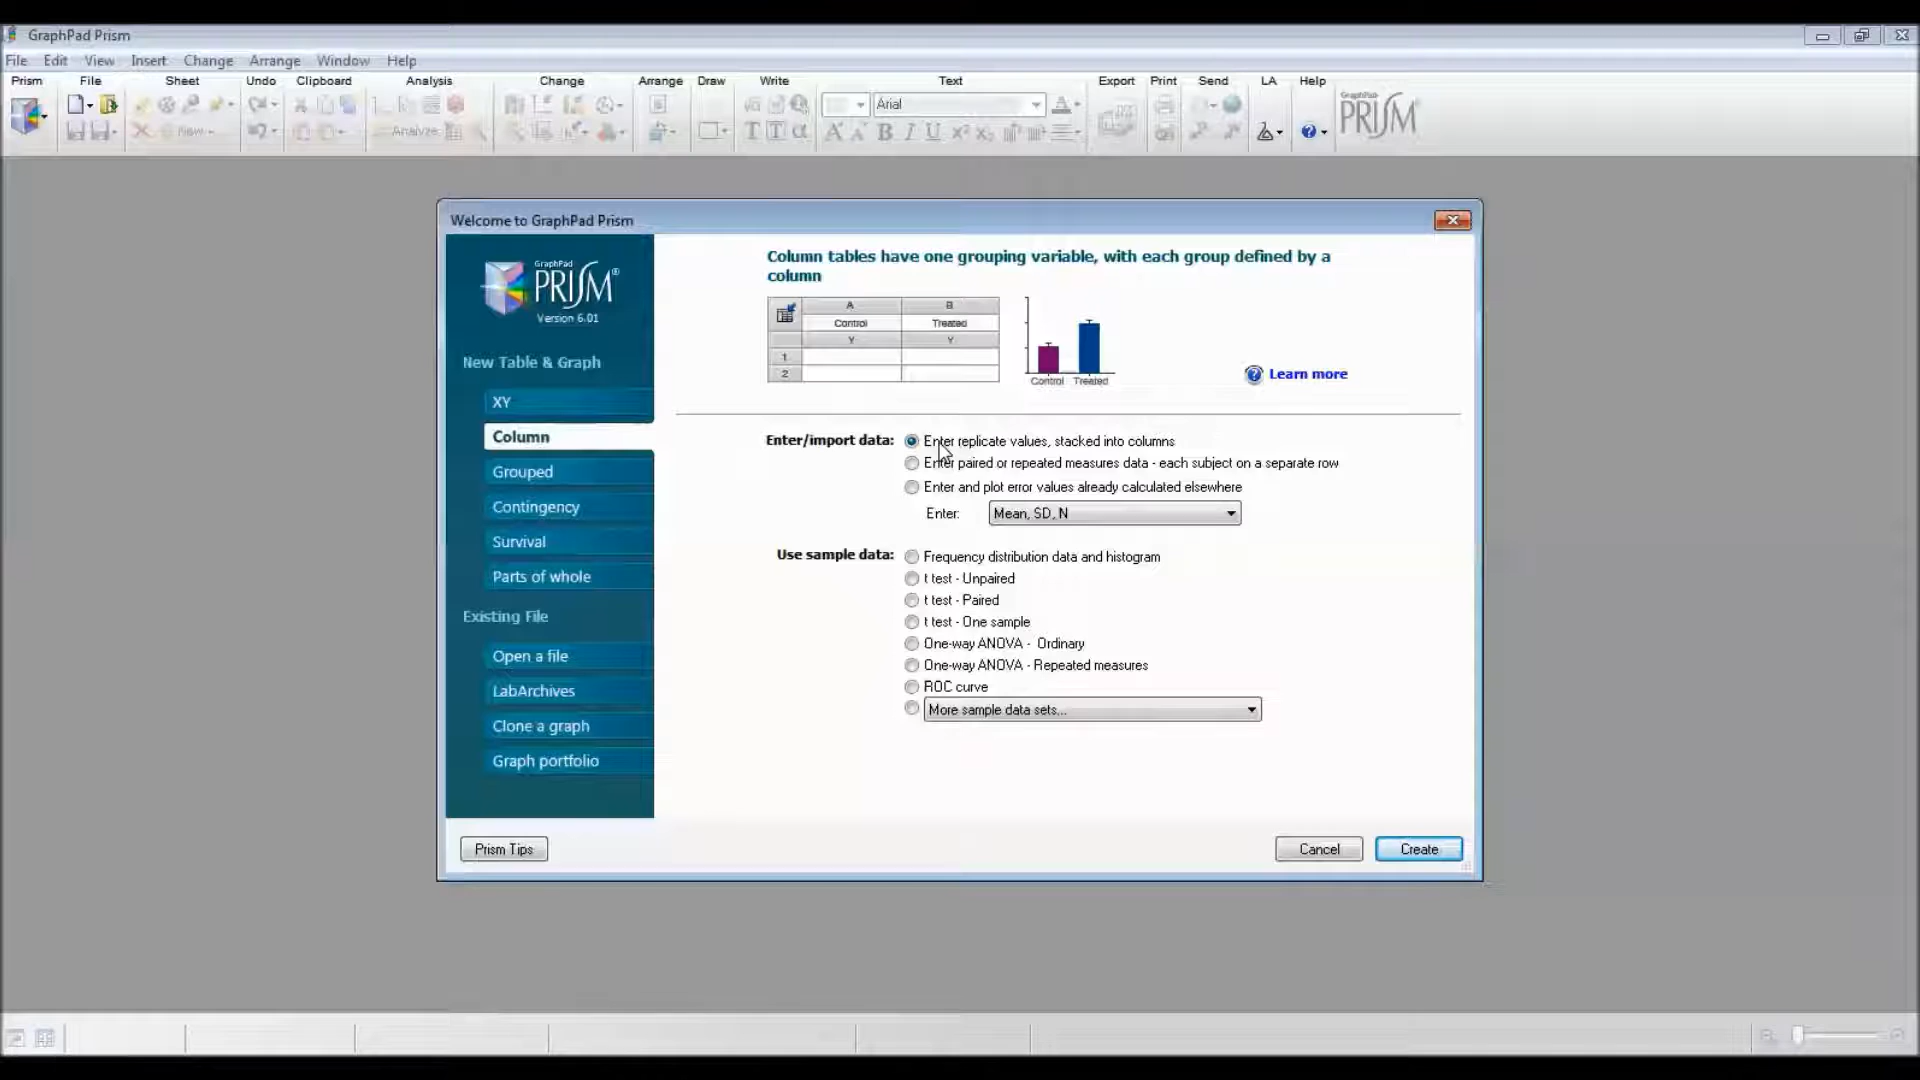 GraphPad Prism
File Edit View Insert Change Arrange Window Help
Prism File Sheet Undo Clipboard Analysis Change Arrange Draw Write Text Export Print Send LA Help
Arial
GraphPad
PRISM
New
Analyze
Welcome to GraphPad Prism
GraphPad
PRISM®
Version 6.01
New Table & Graph
XY
Column
Grouped
Contingency
Survival
Parts of whole
Existing File
Open a file
LabArchives
Clone a graph
Graph portfolio
Column tables have one grouping variable, with each group defined by a
column
A B
Control Treated
Y Y
1
2
Control Treated
Learn more
Enter/import data: Enter replicate values, stacked into columns
Enter paired or repeated measures data - each subject on a separate row
Enter and plot error values already calculated elsewhere
Enter: Mean, SD, N
Use sample data: Frequency distribution data and histogram
t test - Unpaired
t test - Paired
t test - One sample
One-way ANOVA - Ordinary
One-way ANOVA - Repeated measures
ROC curve
More sample data sets...
Prism Tips
Cancel
Create